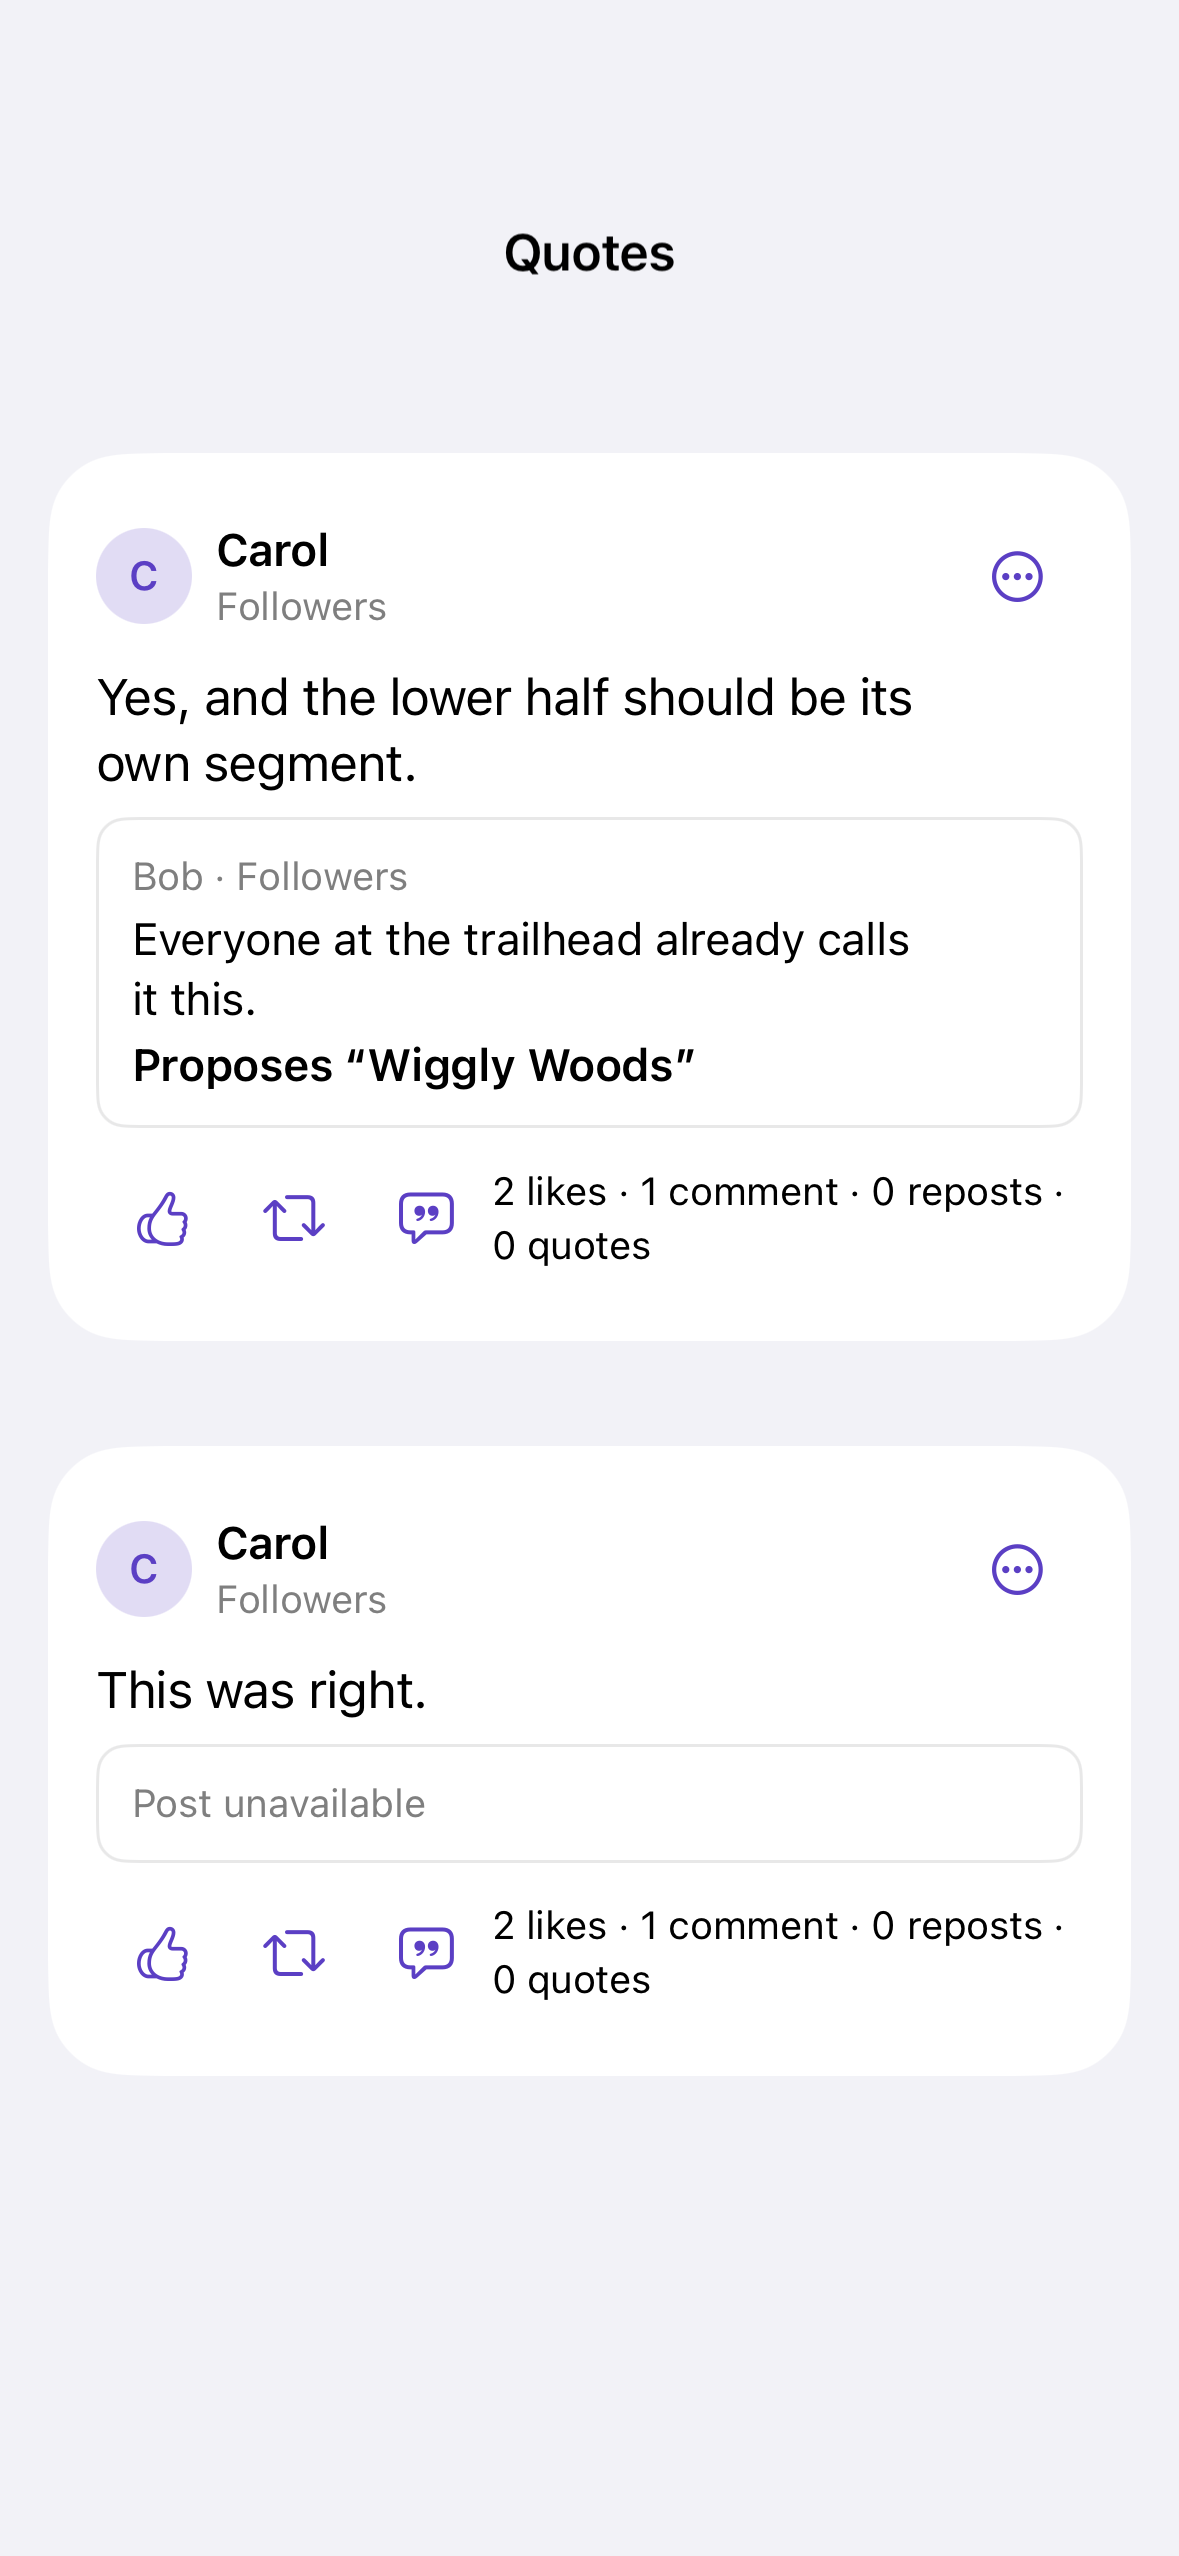 Quotes
C
Carol
Followers
Yes, and the lower half should be its
own segment.
Bob · Followers
Everyone at the trailhead already calls
it this.
Proposes “Wiggly Woods”
2 likes · 1 comment · 0 reposts ·
0 quotes
C
Carol
Followers
This was right.
Post unavailable
2 likes · 1 comment · 0 reposts ·
0 quotes